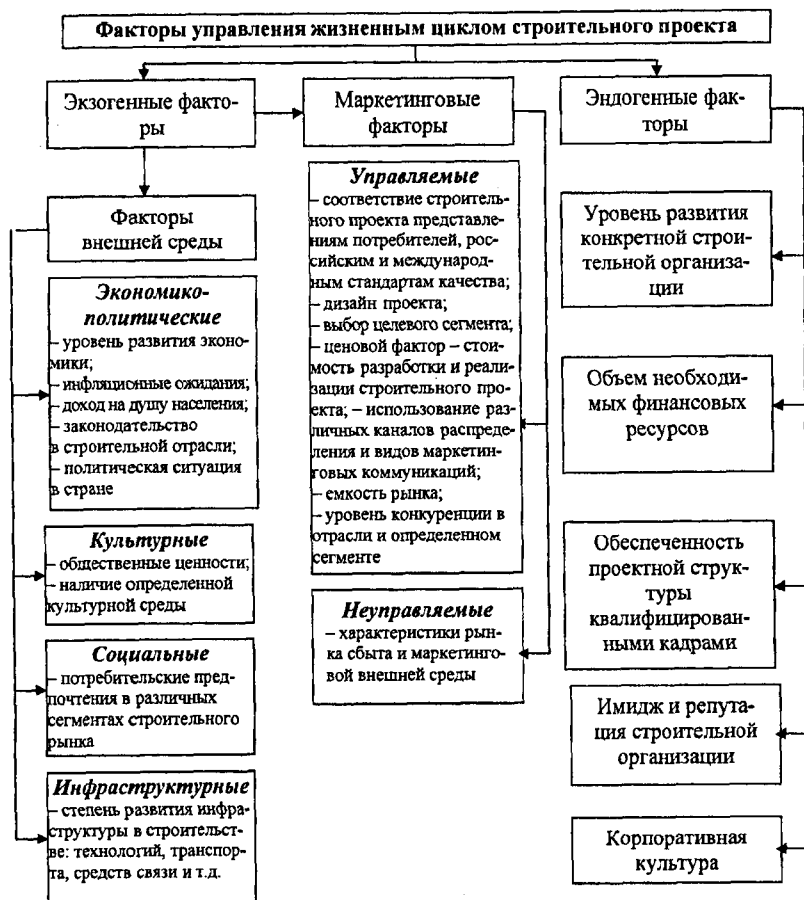 Факторы управления жизненным циклом строительного проекта
Экзогенные факто-
ры
Маркетинговые
факторы
Эндогенные фак-
торы
Факторы
внешней среды
Экономико-
политические
– уровень развития эконо-
мики;
– инфляционные ожидания;
– доход на душу населения;
– законодательство
в строительной отрасли;
– политическая ситуация
в стране
Культурные
– общественные ценности;
– наличие определенной
культурной среды
Социальные
– потребительские пред-
почтения в различных
сегментах строительного
рынка
Инфраструктурные
– степень развития инфра-
структуры в строительст-
ве: технологий, транспор-
та, средств связи и т.д.
Управляемые
– соответствие строитель-
ного проекта представле-
ниям потребителей, рос-
сийским и международ-
ным стандартам качества;
– дизайн проекта;
– выбор целевого сегмента;
– ценовой фактор – стои-
мость разработки и реали-
зации строительного про-
екта; – использование раз-
личных каналов распреде-
ления и видов маркетин-
говых коммуникаций;
– емкость рынка;
– уровень конкуренции в
отрасли и определенном
сегменте
Неуправляемые
– характеристики рын-
ка сбыта и маркетинго-
вой внешней среды
Уровень развития
конкретной строи-
тельной организа-
ции
Объем необходи-
мых финансовых
ресурсов
Обеспеченность
проектной струк-
туры
квалифицирован-
ными кадрами
Имидж и репута-
ция строительной
организации
Корпоративная
культура